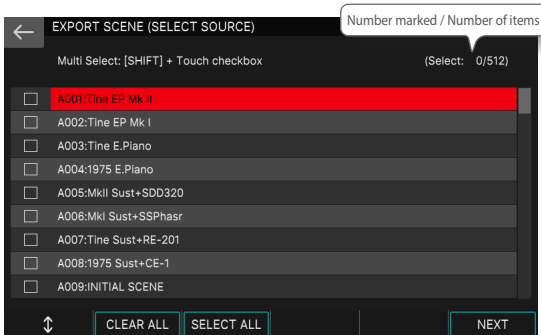 EXPORT SCENE (SELECT SOURCE)
Number marked / Number of items
Multi Select: [SHIFT] + Touch checkbox (Select: 0/512)
A001:Tine EP Mk II
A002:Tine EP Mk I
A003:Tine E.Piano
A004:1975 E.Piano
A005:MkII Sust+SDD320
A006:MkI Sust+SSPhasr
A007:Tine Sust+RE-201
A008:1975 Sust+CE-1
A009:INITIAL SCENE
CLEAR ALL SELECT ALL NEXT